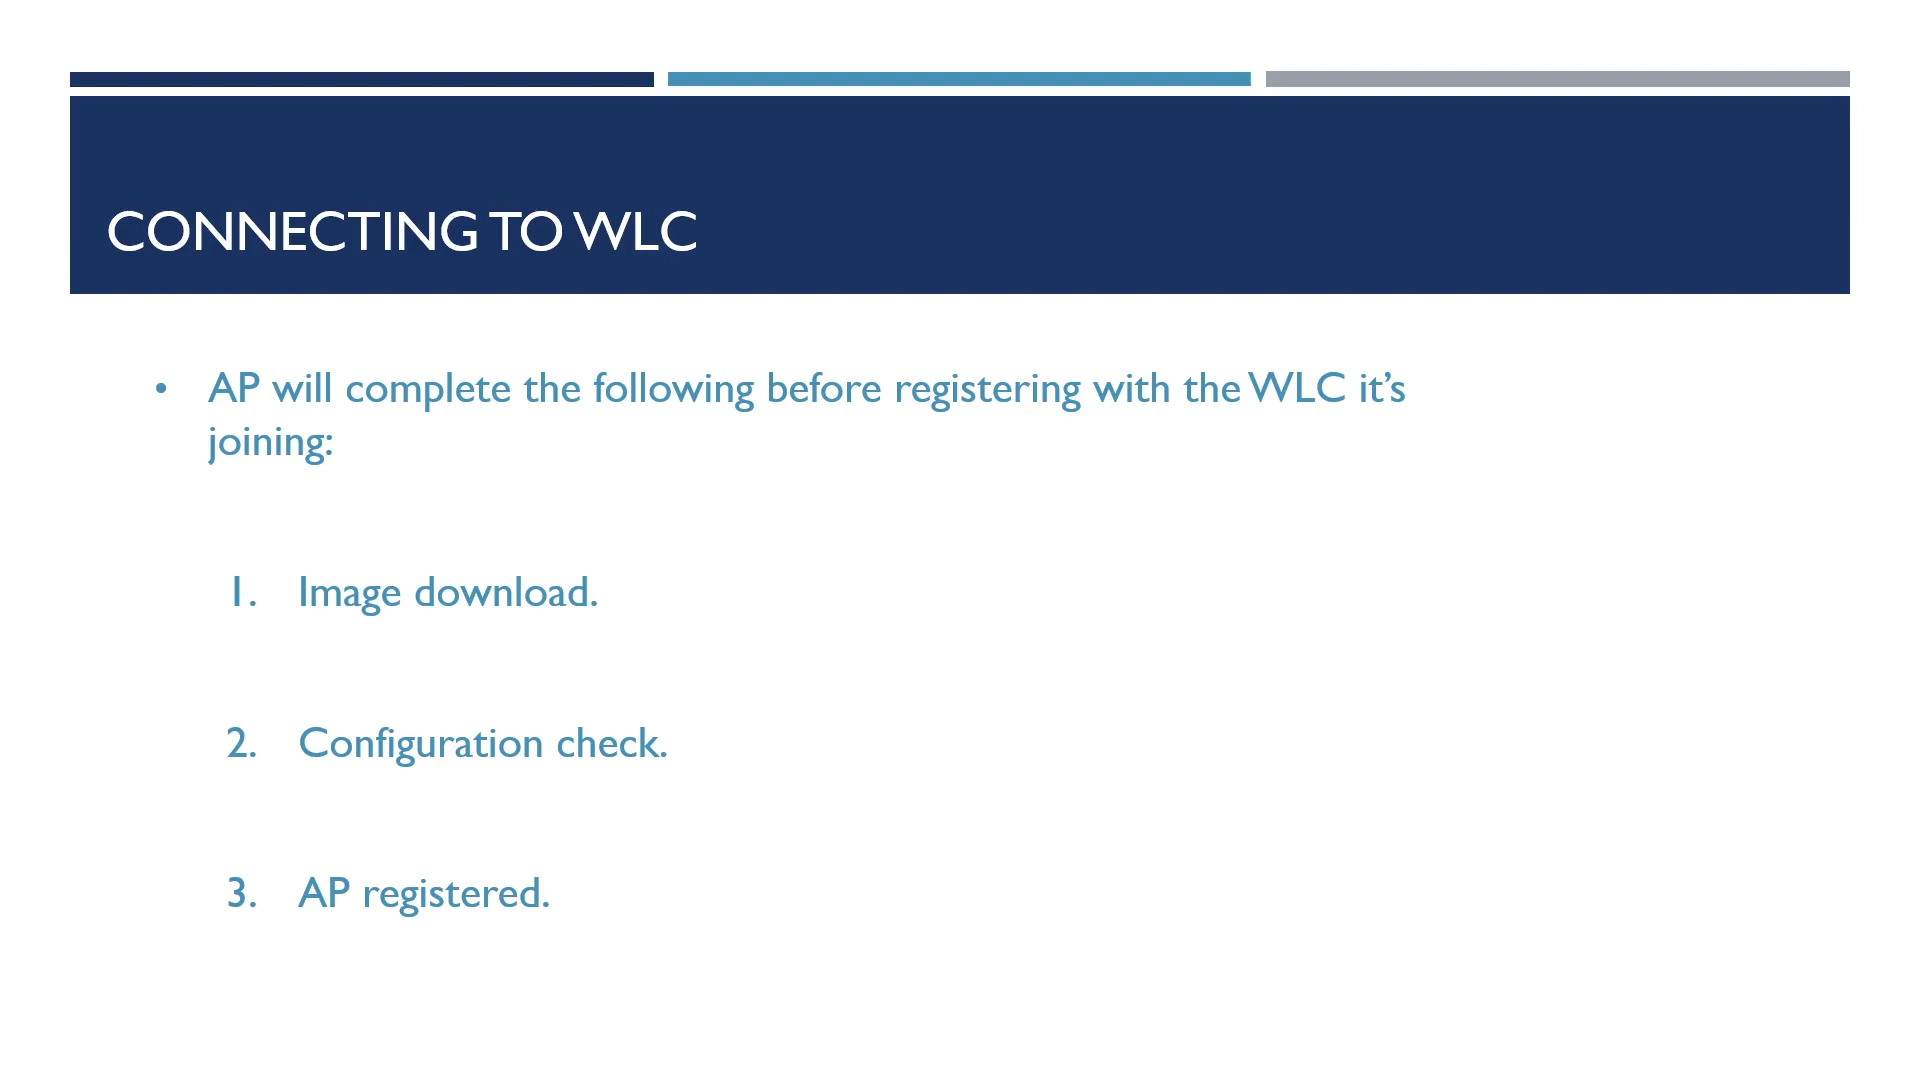 CONNECTING TO WLC
• AP will complete the following before registering with the WLC it’s
joining:
1. Image download.
2. Configuration check.
3. AP registered.